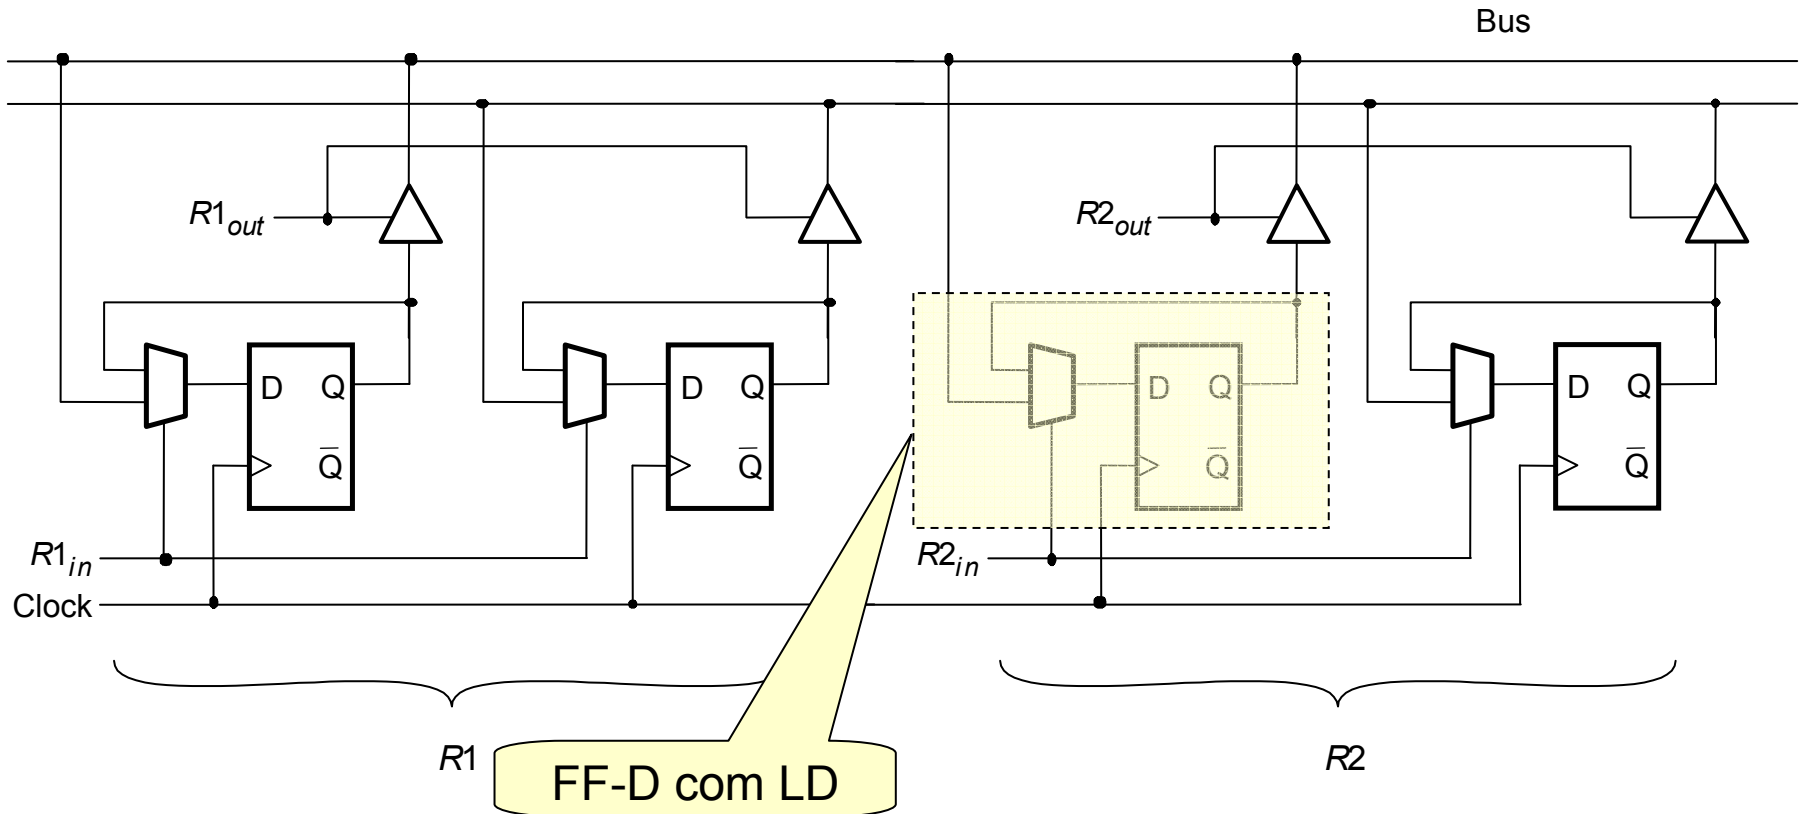 Bus
R1out
R2out
D Q
D Q
D Q
D Q
Q̅
Q̅
Q̅
Q̅
R1in
R2in
Clock
R1
R2
FF-D com LD